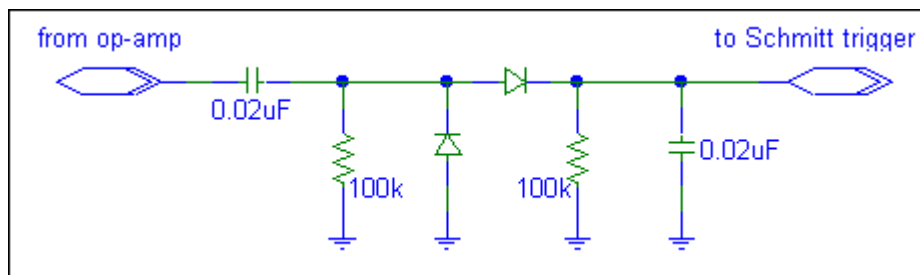 from op-amp
to Schmitt trigger
0.02uF
0.02uF
100k
100k